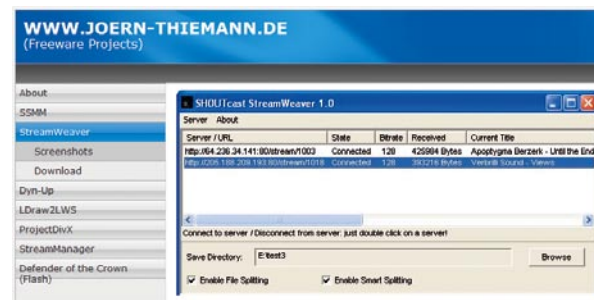 WWW.JOERN-THIEMANN.DE
(Freeware Projects)
About
SSMM
StreamWeaver
Screenshots
Download
Dyn-Up
LDraw2LWS
ProjectDivX
StreamManager
Defender of the Crown
(Flash)
SHOUTcast StreamWeaver 1.0
Server About
Server / URL State Bitrate Received Current Title
http://64.236.34.141:80/stream/1003 Connected 128 425984 Bytes Apoptygma Berzerk - Until the End
http://205.188.209.193:80/stream/1018 Connected 128 393216 Bytes Sound - Views
Connect to server / Disconnect from server: just double click on a server!
Save Directory: E:\test3 Browse
Enable File Splitting Enable Smart Splitting